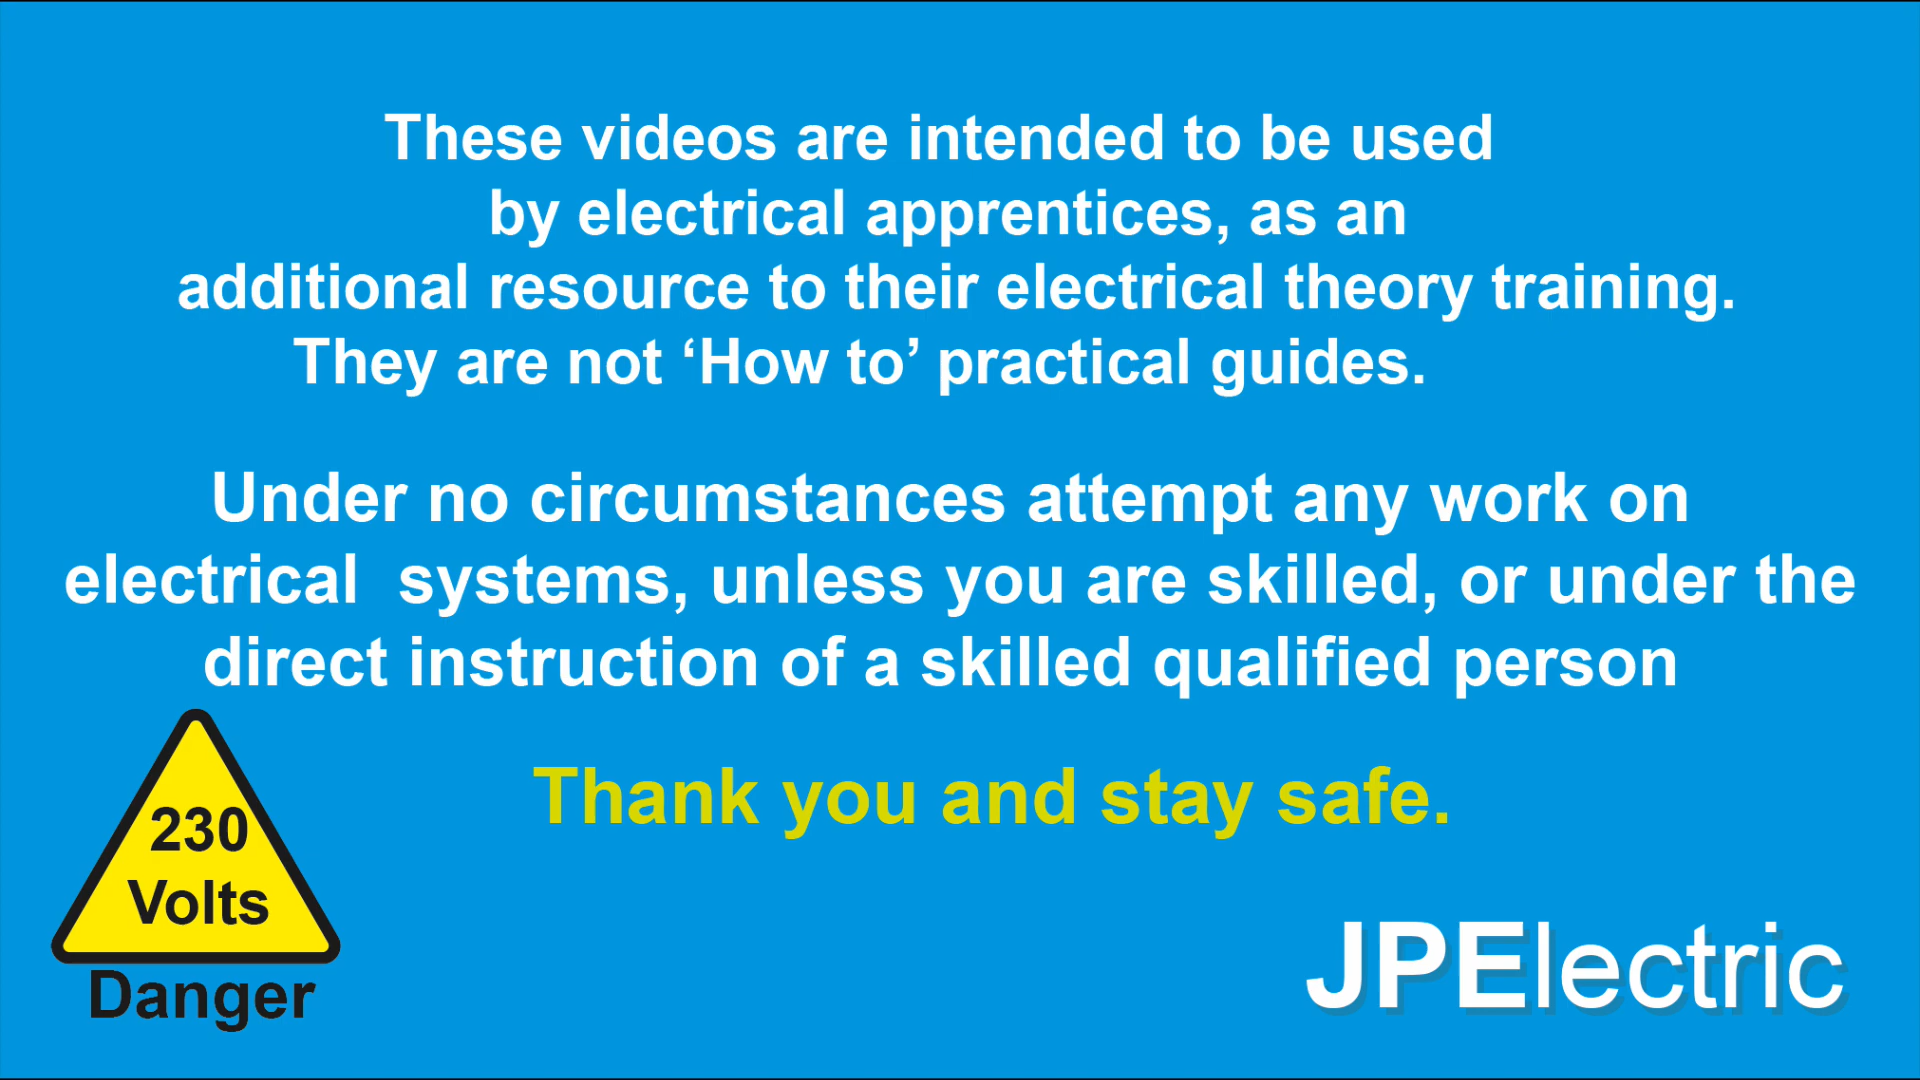 These videos are intended to be used
by electrical apprentices, as an
additional resource to their electrical theory training.
They are not ‘How to’ practical guides.
Under no circumstances attempt any work on
electrical  systems, unless you are skilled, or under the
direct instruction of a skilled qualified person
Thank you and stay safe.
230
Volts
Danger
JPElectric